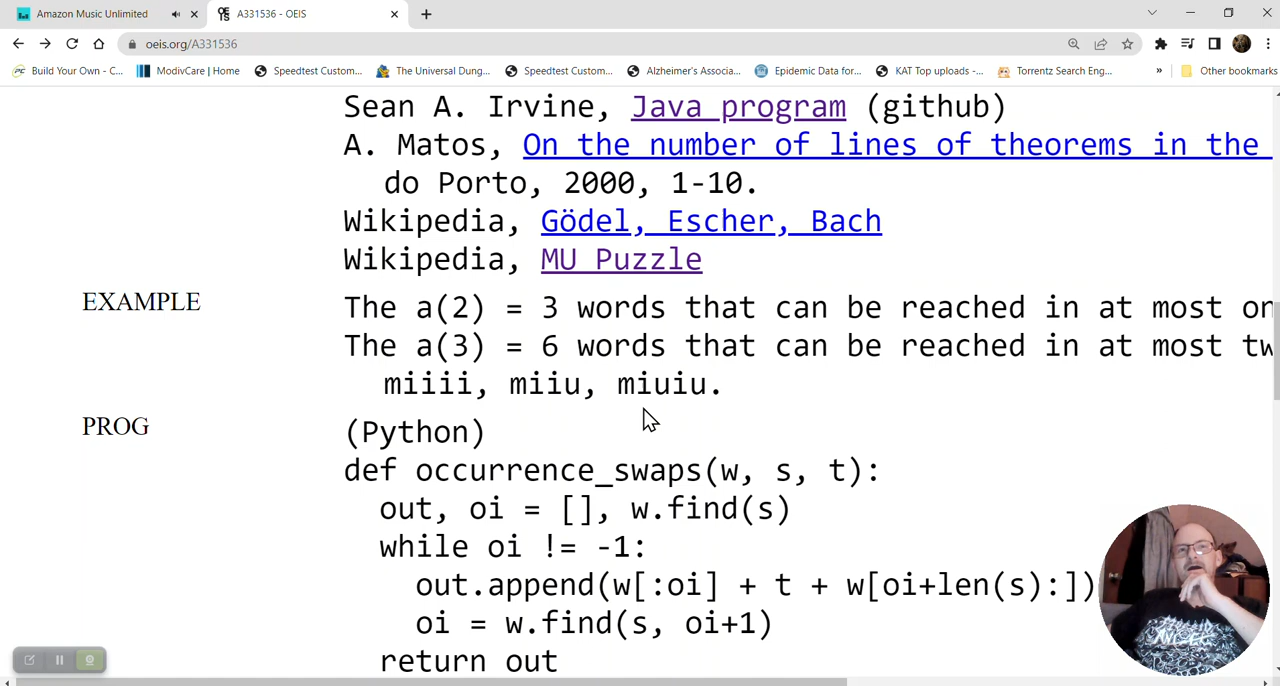 Amazon Music Unlimited
A331536 - OEIS
oeis.org/A331536
Build Your Own - C...
ModivCare | Home
Speedtest Custom...
The Universal Dung...
Speedtest Custom...
Alzheimer's Associa...
Epidemic Data for...
KAT Top uploads -...
Torrentz Search Eng...
»
Other bookmarks
Sean A. Irvine, Java program (github)
A. Matos, On the number of lines of theorems in the
do Porto, 2000, 1-10.
Wikipedia, Gödel, Escher, Bach
Wikipedia, MU Puzzle
EXAMPLE
The a(2) = 3 words that can be reached in at most on
The a(3) = 6 words that can be reached in at most tw
miiii, miiu, miuiu.
PROG
(Python)
def occurrence_swaps(w, s, t):
out, oi = [], w.find(s)
while oi != -1:
out.append(w[:oi] + t + w[oi+len(s):])
oi = w.find(s, oi+1)
return out